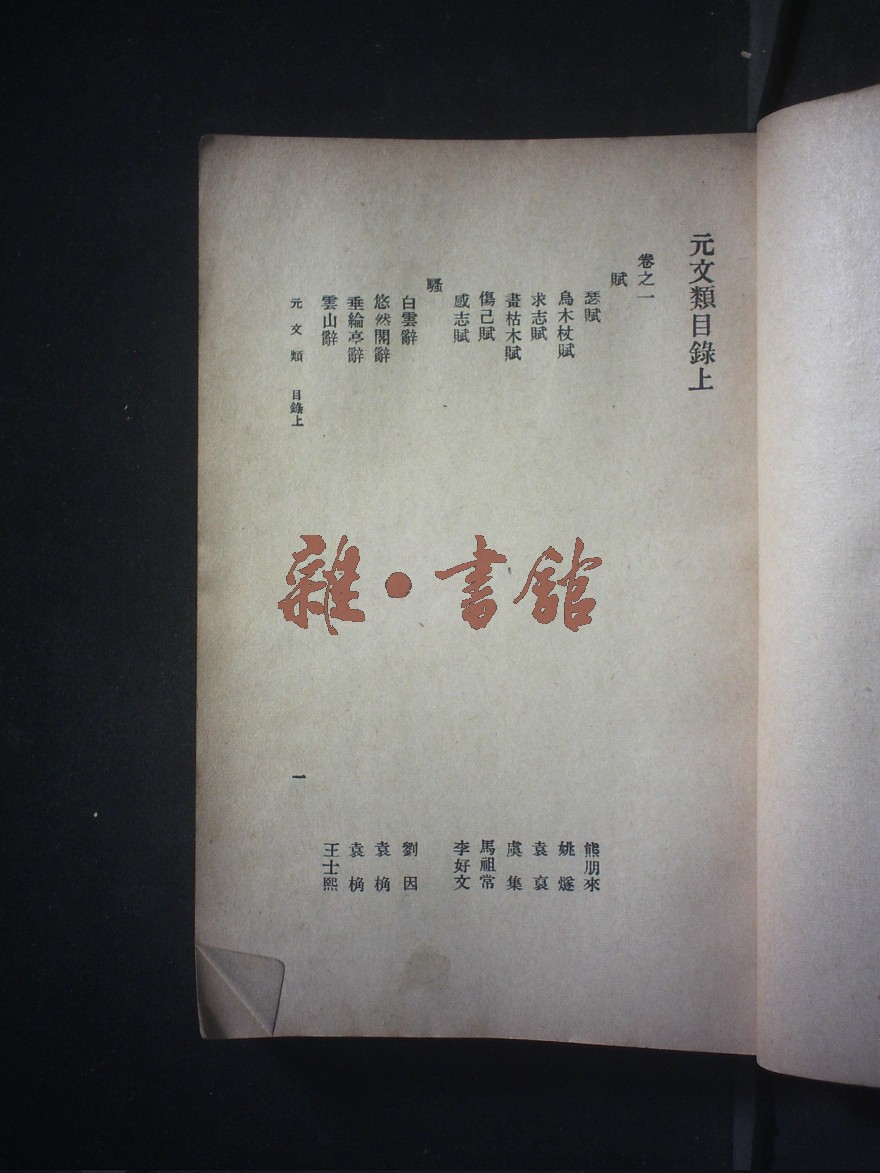 元文類目錄上
卷之一
賦
瑟賦 熊朋來
烏木杖賦 姚燧
求志賦 袁裒
畫枯木賦 虞集
傷己賦 馬祖常
感志賦 李好文
騷
白雲辭 劉因
悠然閣辭 袁桷
垂綸亭辭 袁桷
雲山辭 王士熙
元文類 目錄上 一
雜·書館